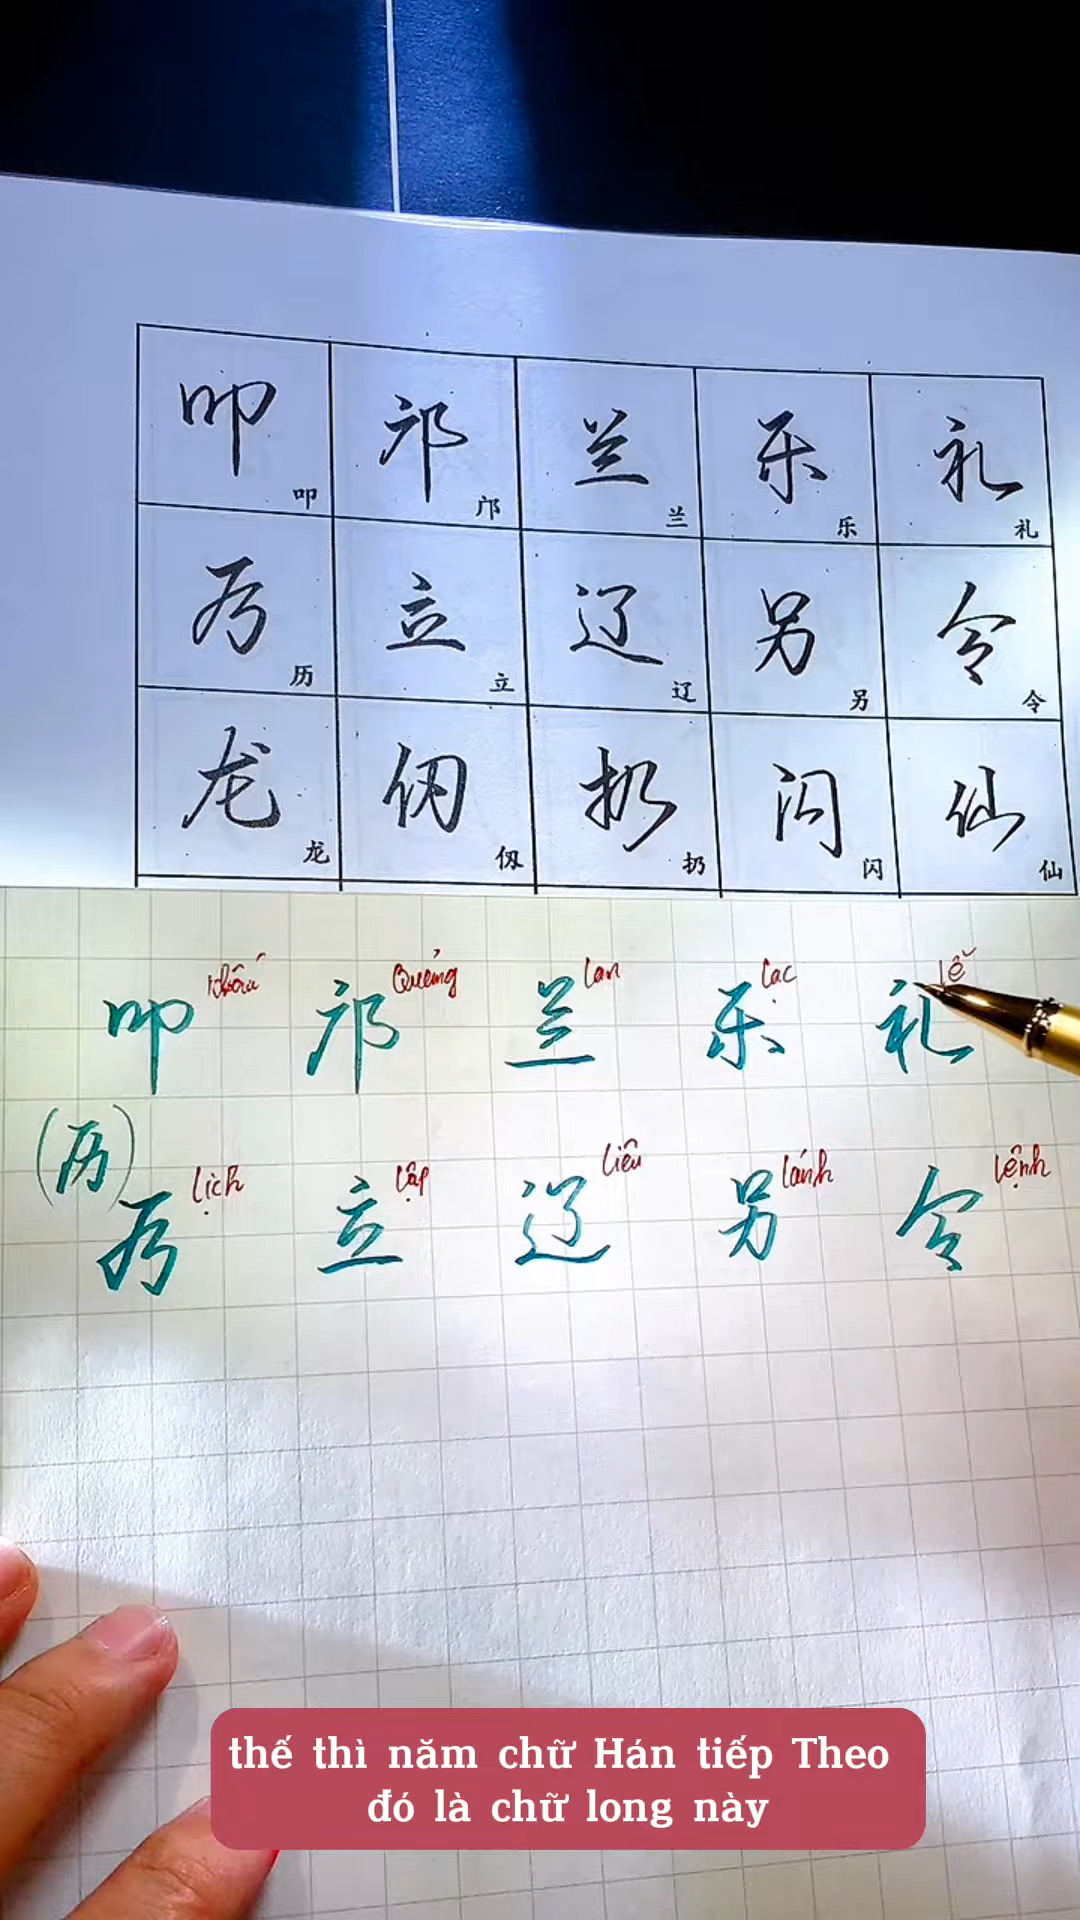 叩 邝 兰 乐 礼
叩 邝 兰 乐 礼
历 立 辽 另 令
历 立 辽 另 令
龙 仞 扔 闪 仙
龙 仞 扔 闪 仙
khấu Quảng lan lạc lễ
叩 邝 兰 乐 礼
(历) lịch lập liêu lánh lệnh
历 立 辽 另 令
thế thì năm chữ Hán tiếp Theo
đó là chữ long này